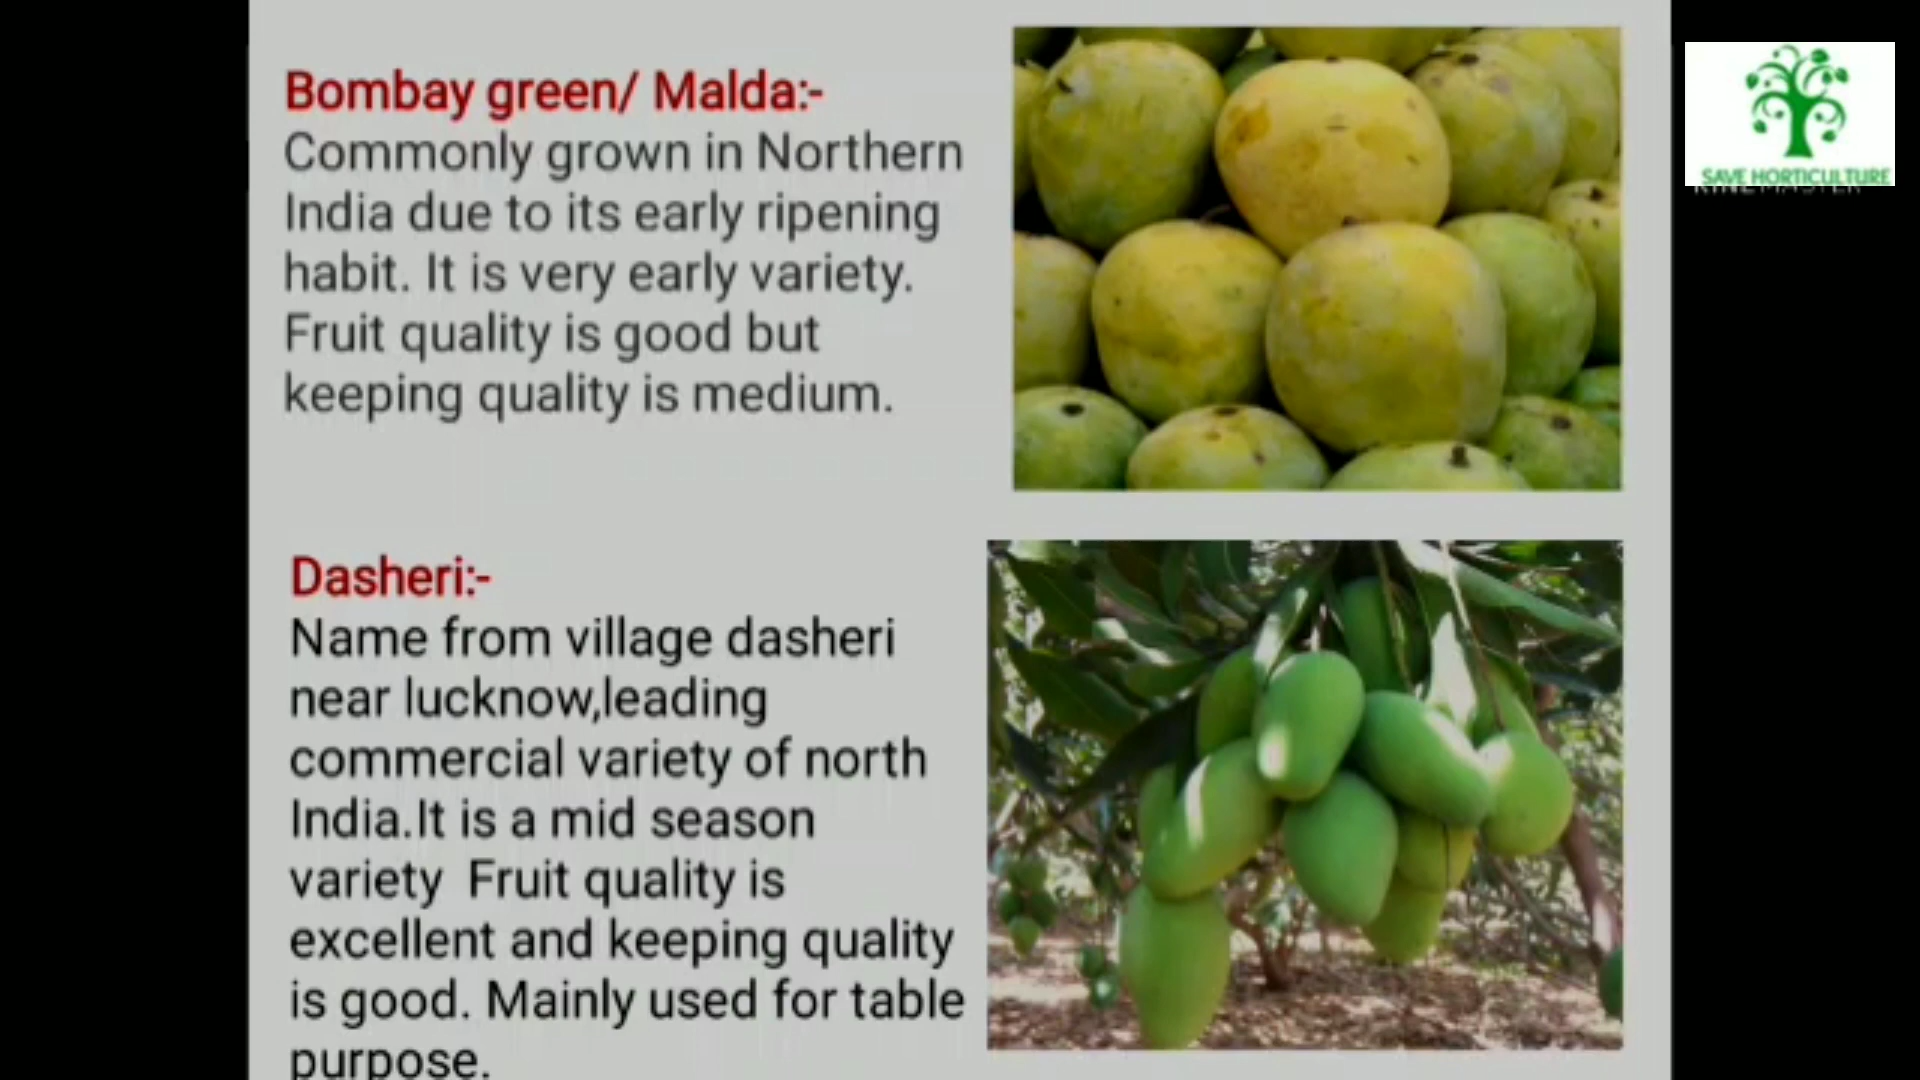 Bombay green/ Malda:-
Commonly grown in Northern
India due to its early ripening
habit. It is very early variety.
Fruit quality is good but
keeping quality is medium.
Dasheri:-
Name from village dasheri
near lucknow,leading
commercial variety of north
India.It is a mid season
variety  Fruit quality is
excellent and keeping quality
is good. Mainly used for table
purpose.
SAVE HORTICULTURE